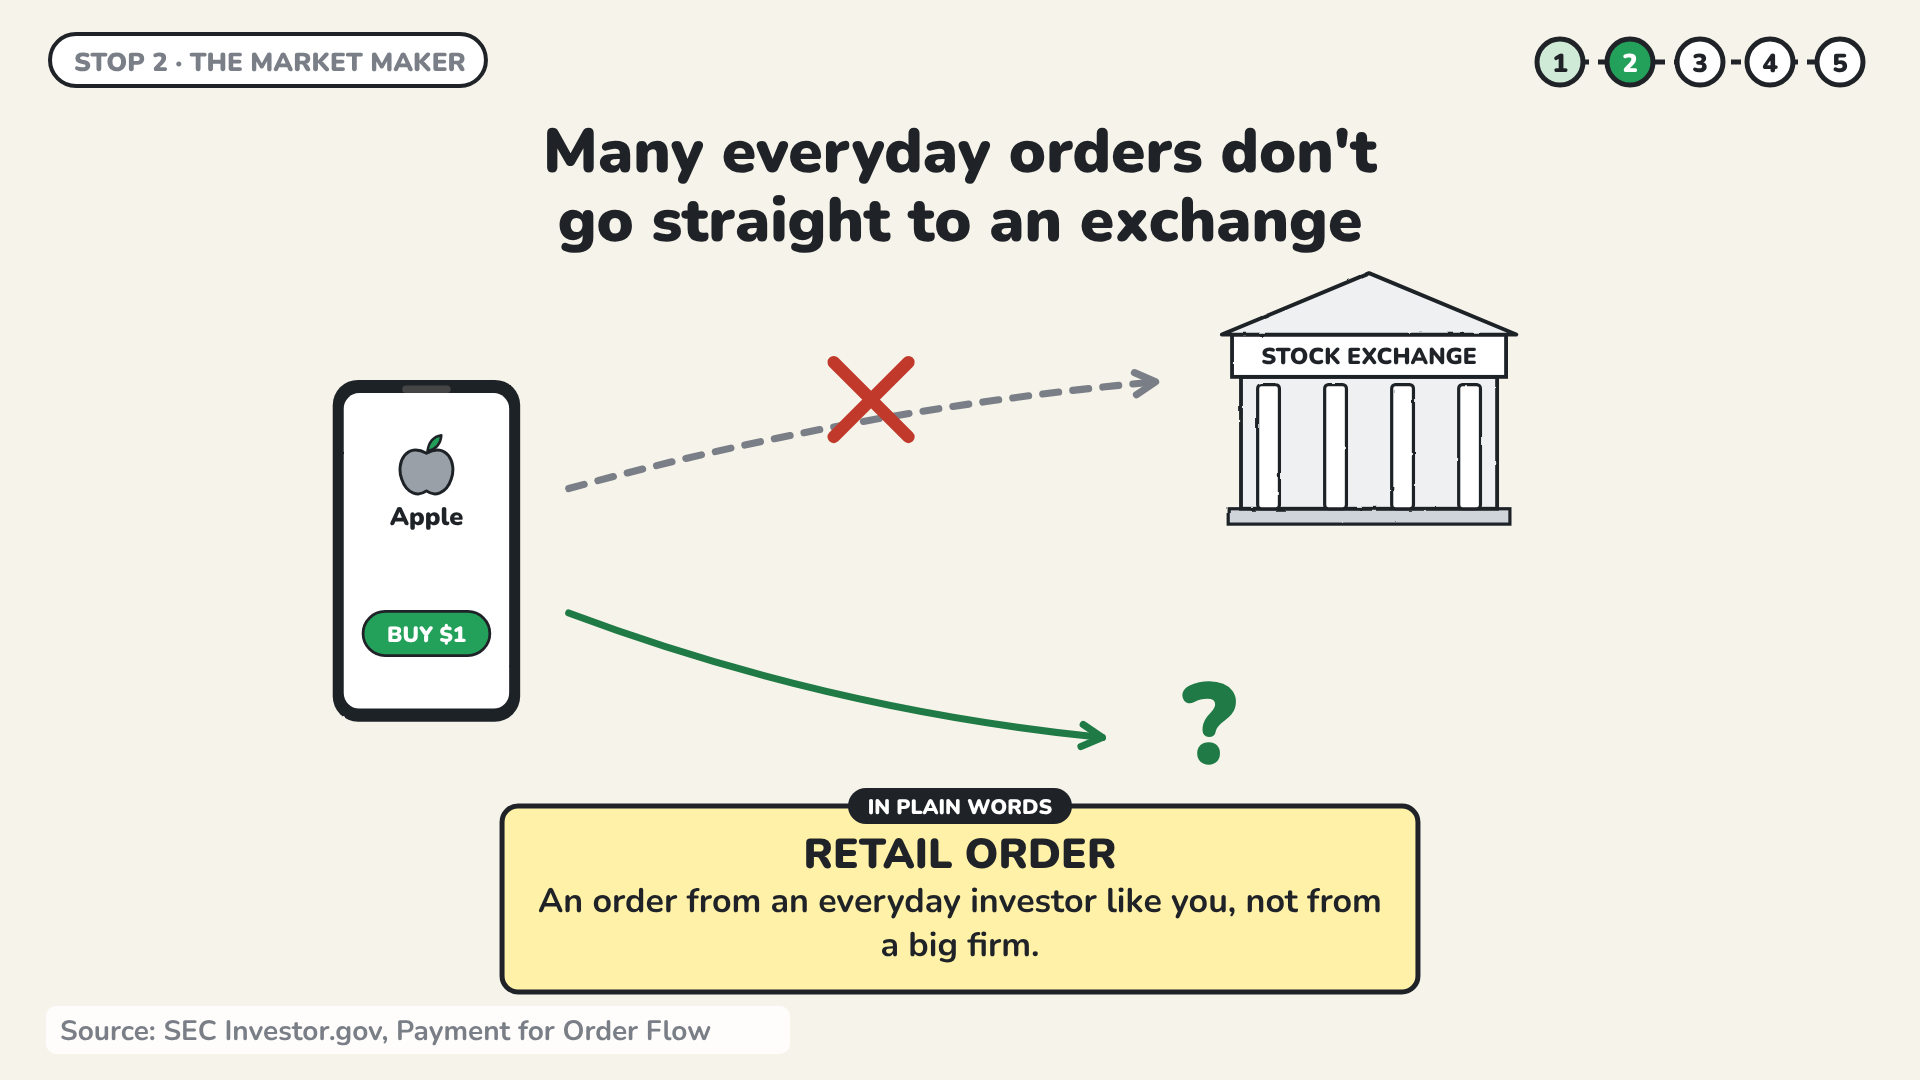 STOP 2 · THE MARKET MAKER
1 2 3 4 5
Many everyday orders don't
go straight to an exchange
STOCK EXCHANGE
Apple
BUY $1
?
IN PLAIN WORDS
RETAIL ORDER
An order from an everyday investor like you, not from
a big firm.
Source: SEC Investor.gov, Payment for Order Flow